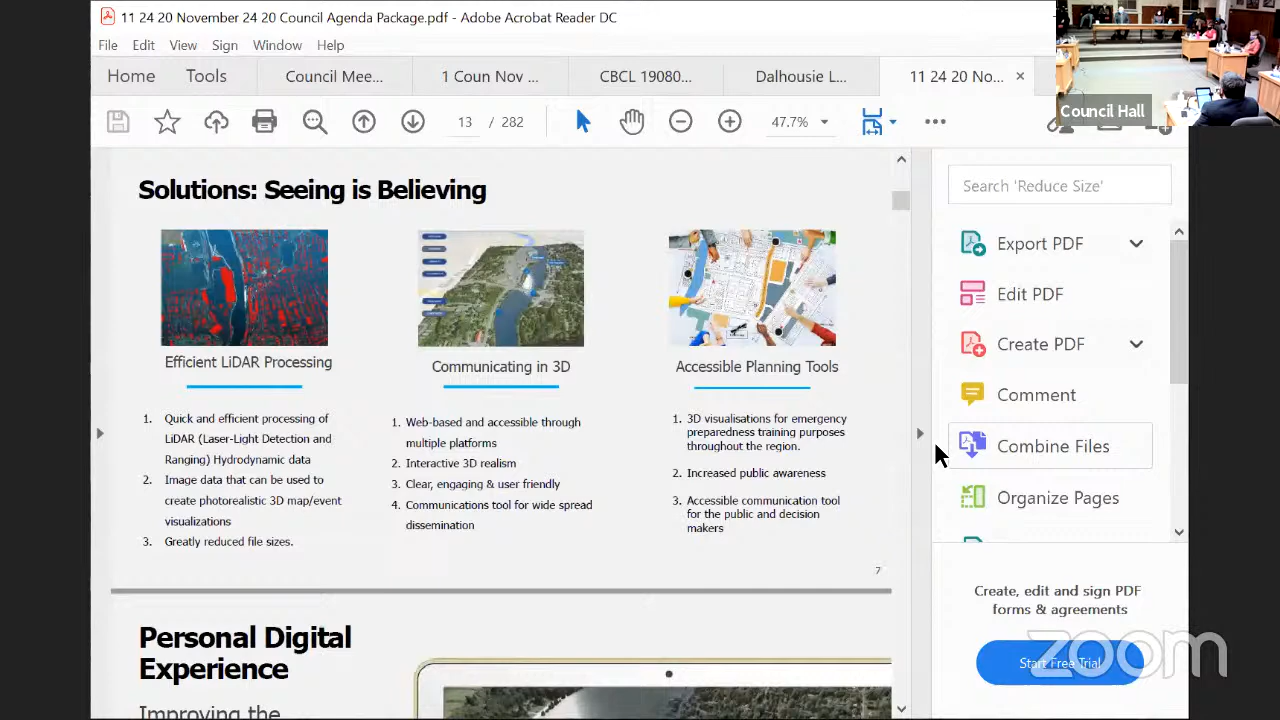 11 24 20 November 24 20 Council Agenda Package.pdf - Adobe Acrobat Reader DC
File Edit View Sign Window Help
Home Tools Council Mee... 1 Coun Nov ... CBCL 19080... Dalhousie L... 11 24 20 No... ×
Council Hall
13 / 282 47.7%
Solutions: Seeing is Believing
Efficient LiDAR Processing
1. Quick and efficient processing of
LiDAR (Laser-Light Detection and
Ranging) Hydrodynamic data
2. Image data that can be used to
create photorealistic 3D map/event
visualizations
3. Greatly reduced file sizes.
Communicating in 3D
1. Web-based and accessible through
multiple platforms
2. Interactive 3D realism
3. Clear, engaging & user friendly
4. Communications tool for wide spread
dissemination
Accessible Planning Tools
1. 3D visualisations for emergency
preparedness training purposes
throughout the region.
2. Increased public awareness
3. Accessible communication tool
for the public and decision
makers
7
Personal Digital
Experience
Improving the
Search 'Reduce Size'
Export PDF
Edit PDF
Create PDF
Comment
Combine Files
Organize Pages
Create, edit and sign PDF
forms & agreements
Start Free Trial
zoom